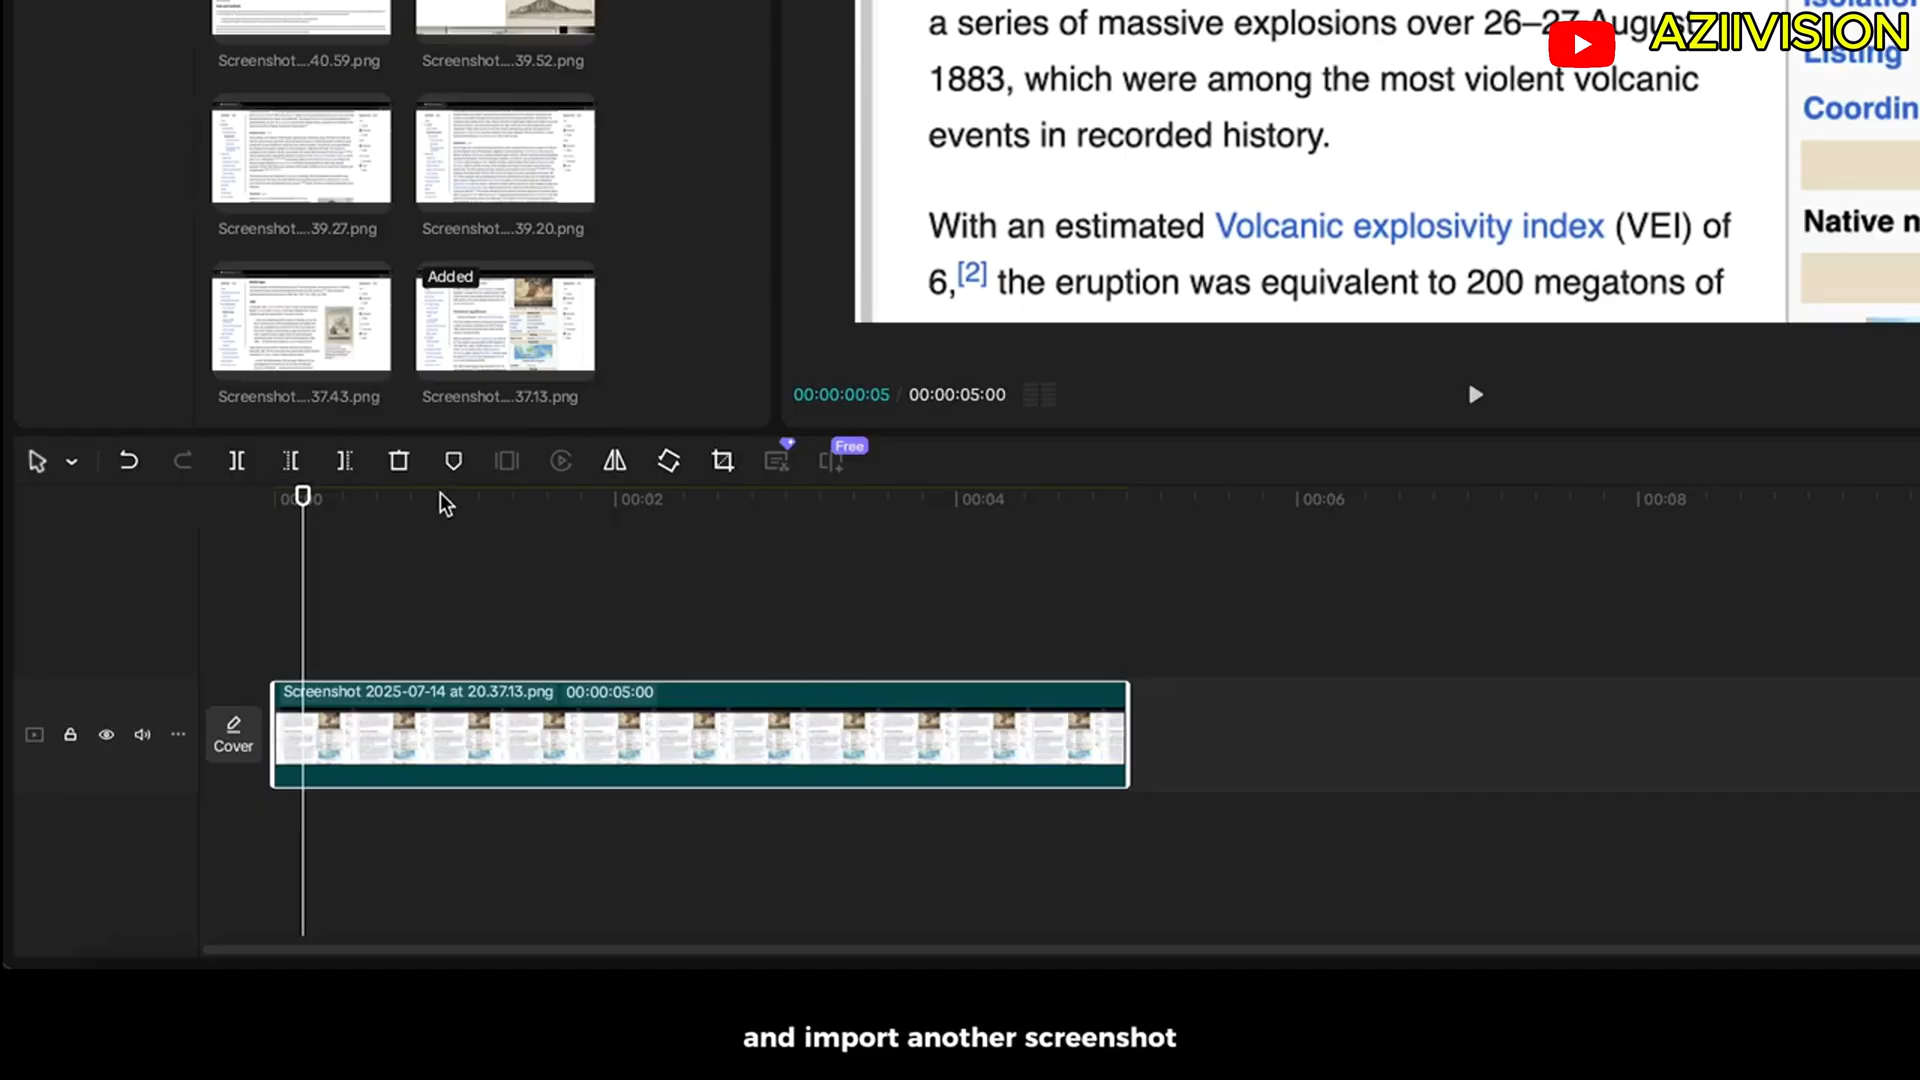 a series of massive explosions over 26–27 August
AZIIVISION
1883, which were among the most violent volcanic
events in recorded history.
With an estimated Volcanic explosivity index (VEI) of
6,[2] the eruption was equivalent to 200 megatons of
Listing
Coordin
Native n
Screenshot....40.59.png
Screenshot....39.52.png
Screenshot....39.27.png
Screenshot....39.20.png
Added
Screenshot....37.43.png
Screenshot....37.13.png
00:00:00:05 / 00:00:05:00
Free
00:00
00:02
00:04
00:06
00:08
Screenshot 2025-07-14 at 20.37.13.png 00:00:05:00
Cover
and import another screenshot